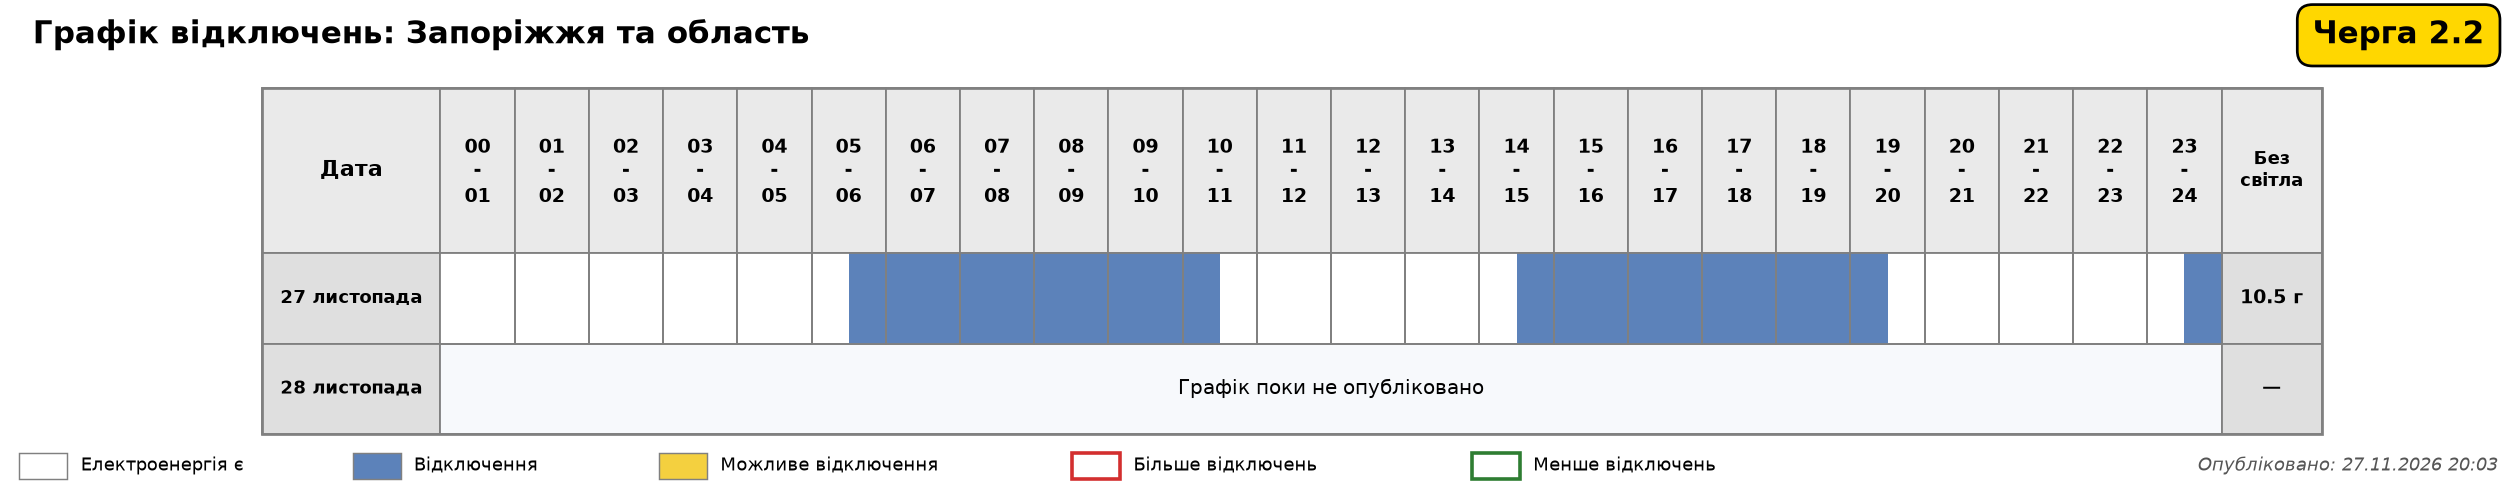 Графік відключень: Запоріжжя та область
Черга 2.2
Дата
00 - 01
01 - 02
02 - 03
03 - 04
04 - 05
05 - 06
06 - 07
07 - 08
08 - 09
09 - 10
10 - 11
11 - 12
12 - 13
13 - 14
14 - 15
15 - 16
16 - 17
17 - 18
18 - 19
19 - 20
20 - 21
21 - 22
22 - 23
23 - 24
Без
світла
27 листопада
10.5 г
28 листопада
Графік поки не опубліковано
—
Електроенергія є
Відключення
Можливе відключення
Більше відключень
Менше відключень
Опубліковано: 27.11.2026 20:03